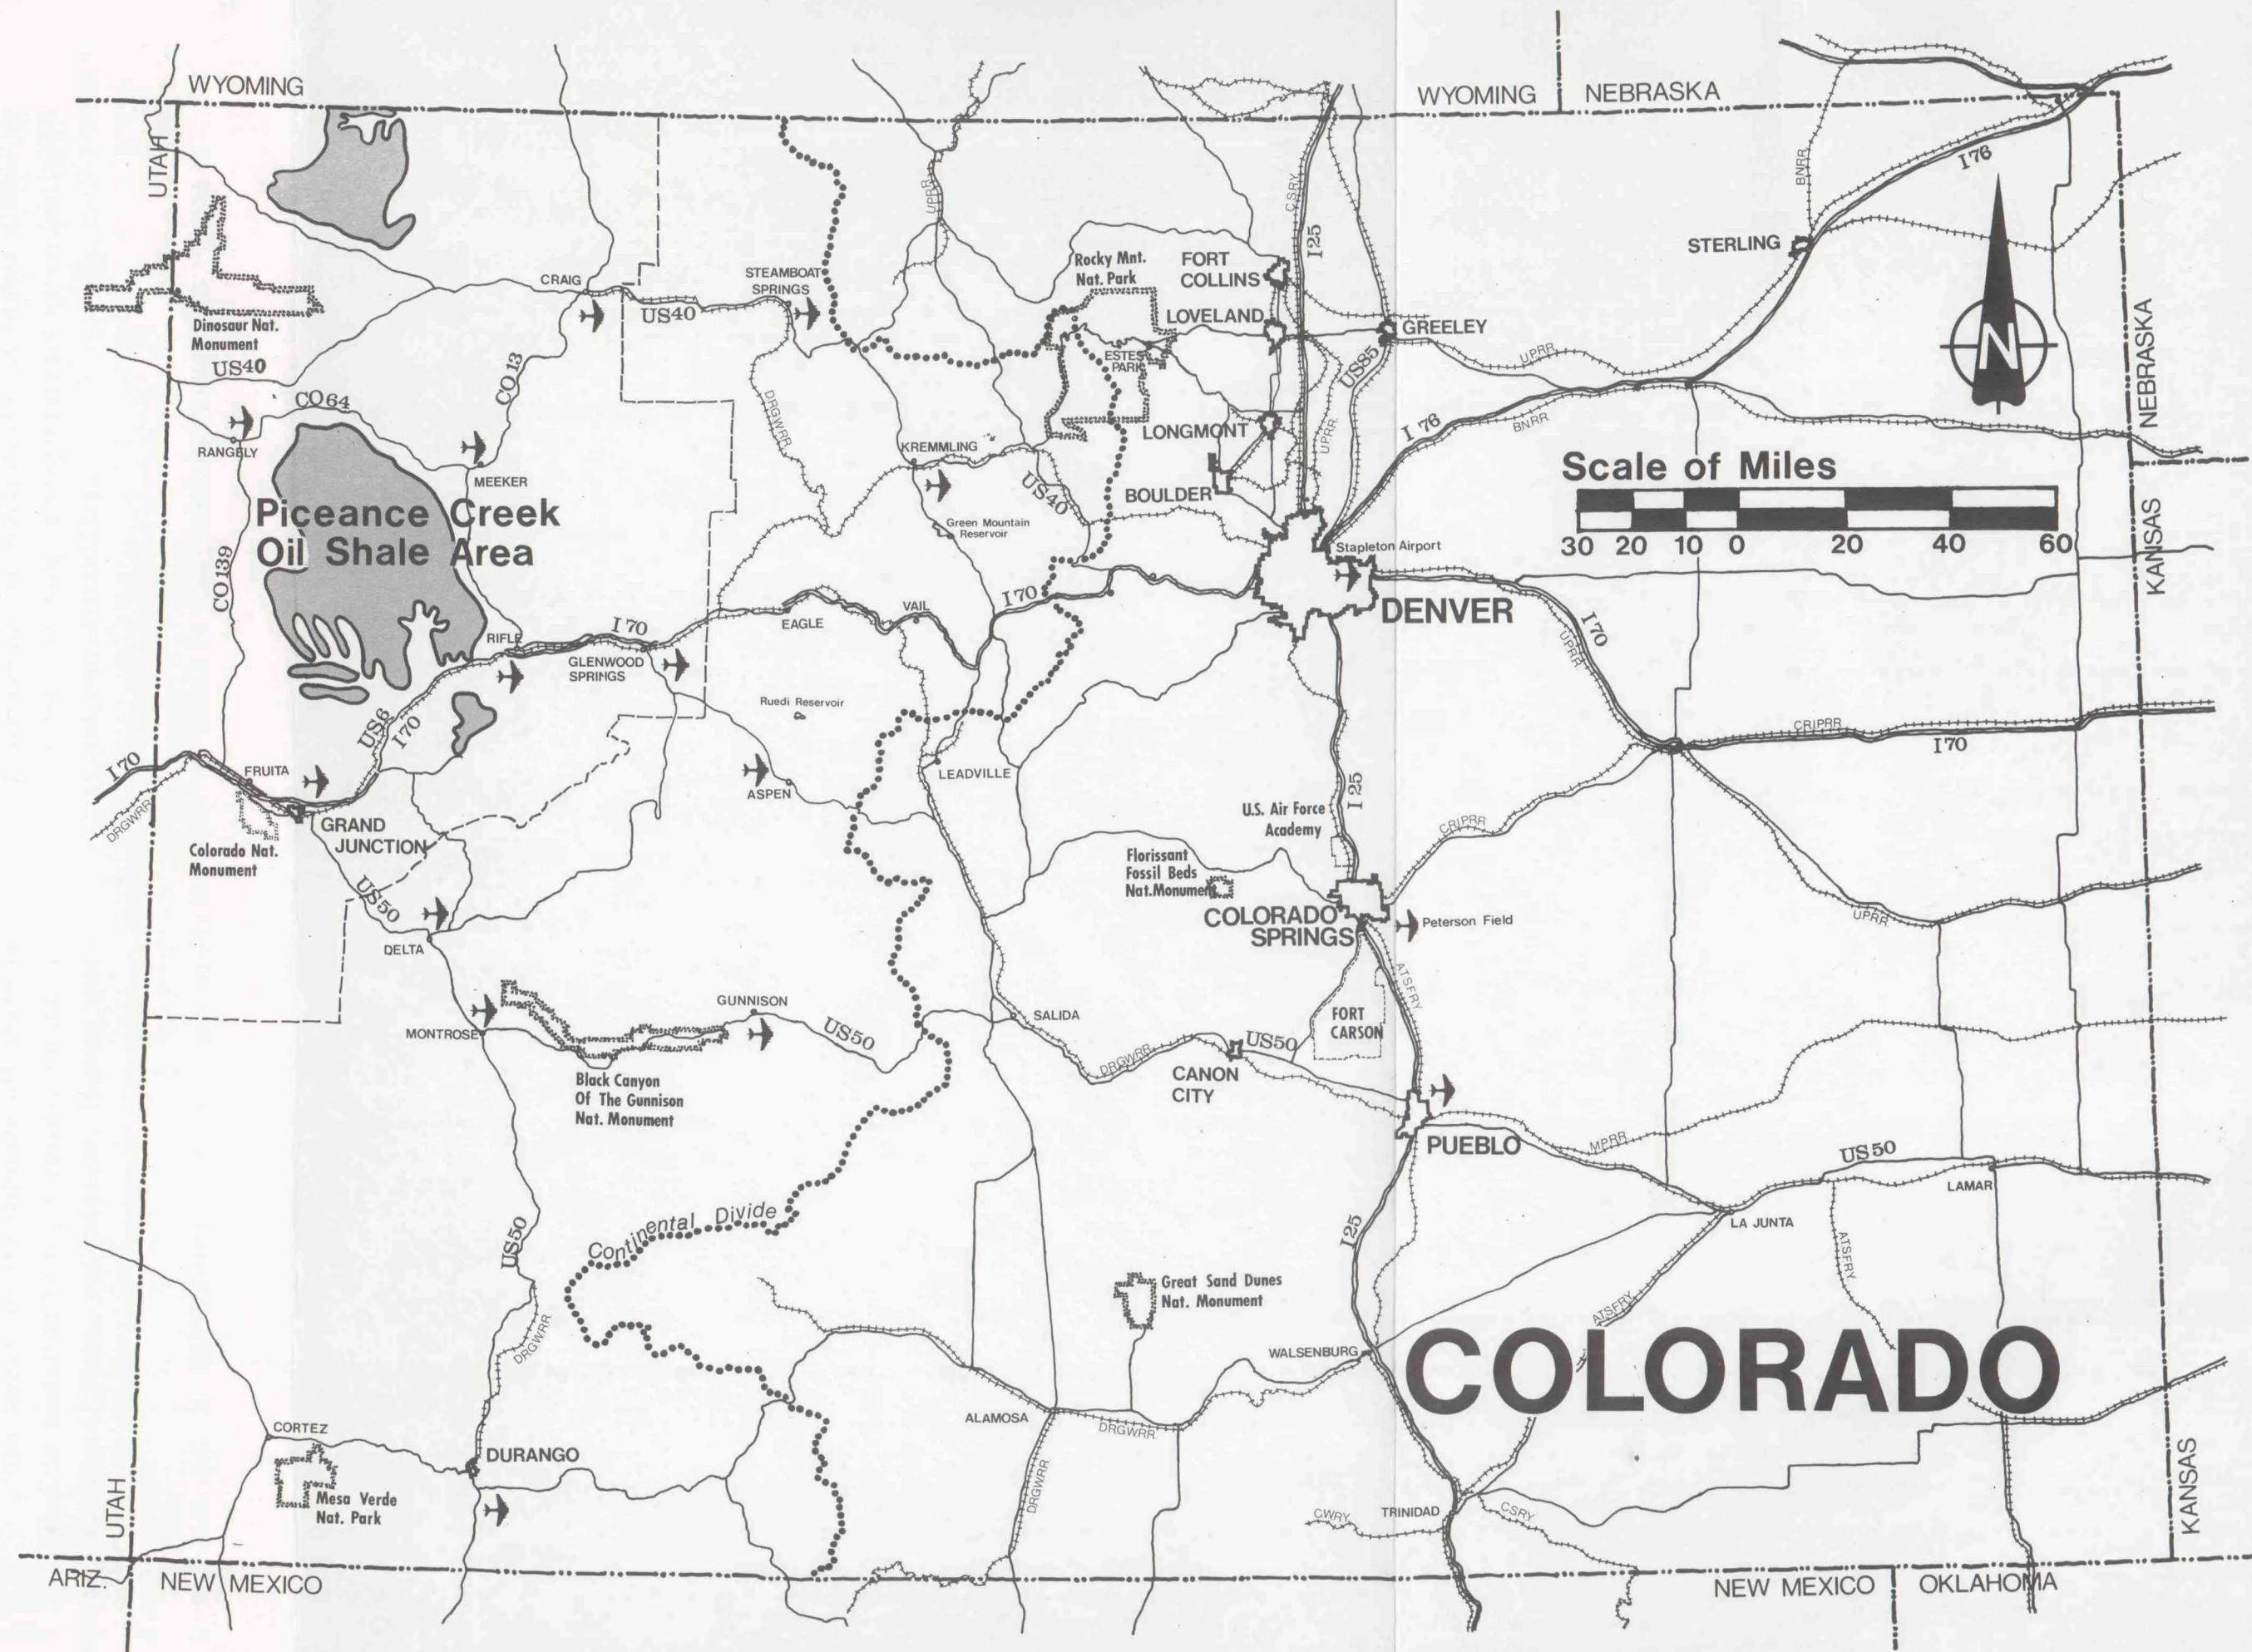 WYOMING
WYOMING
NEBRASKA
UTAH
BNRR
I 76
UPRR
CSRY
I 25
STERLING
Rocky Mnt.
Nat. Park
FORT
COLLINS
CRAIG
STEAMBOAT
SPRINGS
US40
LOVELAND
GREELEY
Dinosaur Nat.
Monument
US40
ESTES
PARK
US85
UPRR
N
NEBRASKA
CO 13
CO64
DRGWRR
LONGMONT
UPRR
I 76
BNRR
RANGELY
KREMMLING
MEEKER
US40
BOULDER
Scale of Miles
30 20 10 0 20 40 60
Piceance Creek
Oil Shale Area
Green Mountain
Reservoir
Stapleton Airport
KANSAS
CO139
I 70
VAIL
EAGLE
DENVER
I 70
UPRR
RIFLE
I 70
GLENWOOD
SPRINGS
Ruedi Reservoir
US6
I 70
CRIPRR
I 70
I 70
DRGWRR
FRUITA
LEADVILLE
ASPEN
I 25
U.S. Air Force
Academy
GRAND
JUNCTION
CRIPRR
Colorado Nat.
Monument
Florissant
Fossil Beds
Nat.Monument
US50
COLORADO
SPRINGS
Peterson Field
UPRR
DELTA
ATSFRY
GUNNISON
MONTROSE
US50
SALIDA
FORT
CARSON
US50
DRGWRR
CANON
CITY
Black Canyon
Of The Gunnison
Nat. Monument
PUEBLO
MPRR
US50
LAMAR
LA JUNTA
Continental Divide
US50
I 25
ATSFRY
ATSFRY
Great Sand Dunes
Nat. Monument
DRGWRR
WALSENBURG
COLORADO
ALAMOSA
DRGWRR
CORTEZ
DURANGO
DRGWRR
Mesa Verde
Nat. Park
CWRY
TRINIDAD
CSRY
UTAH
KANSAS
ARIZ.
NEW MEXICO
NEW MEXICO
OKLAHOMA